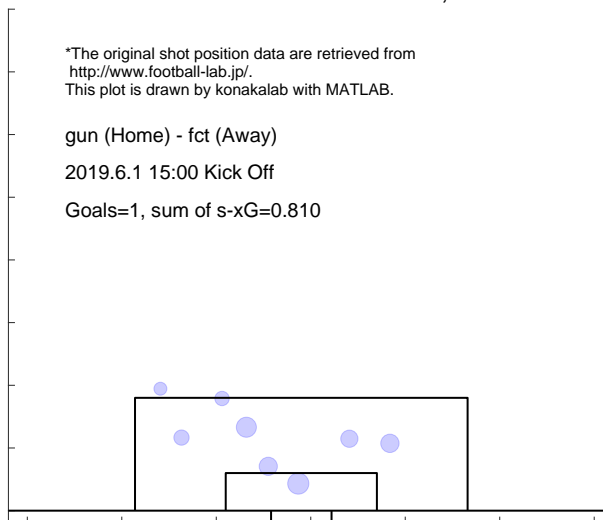 *The original shot position data are retrieved from
http://www.football-lab.jp/.
This plot is drawn by konakalab with MATLAB.
gun (Home) - fct (Away)
2019.6.1 15:00 Kick Off
Goals=1, sum of s-xG=0.810